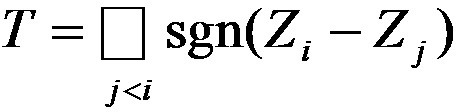 T = □ sgn(Z_i − Z_j)
j<i